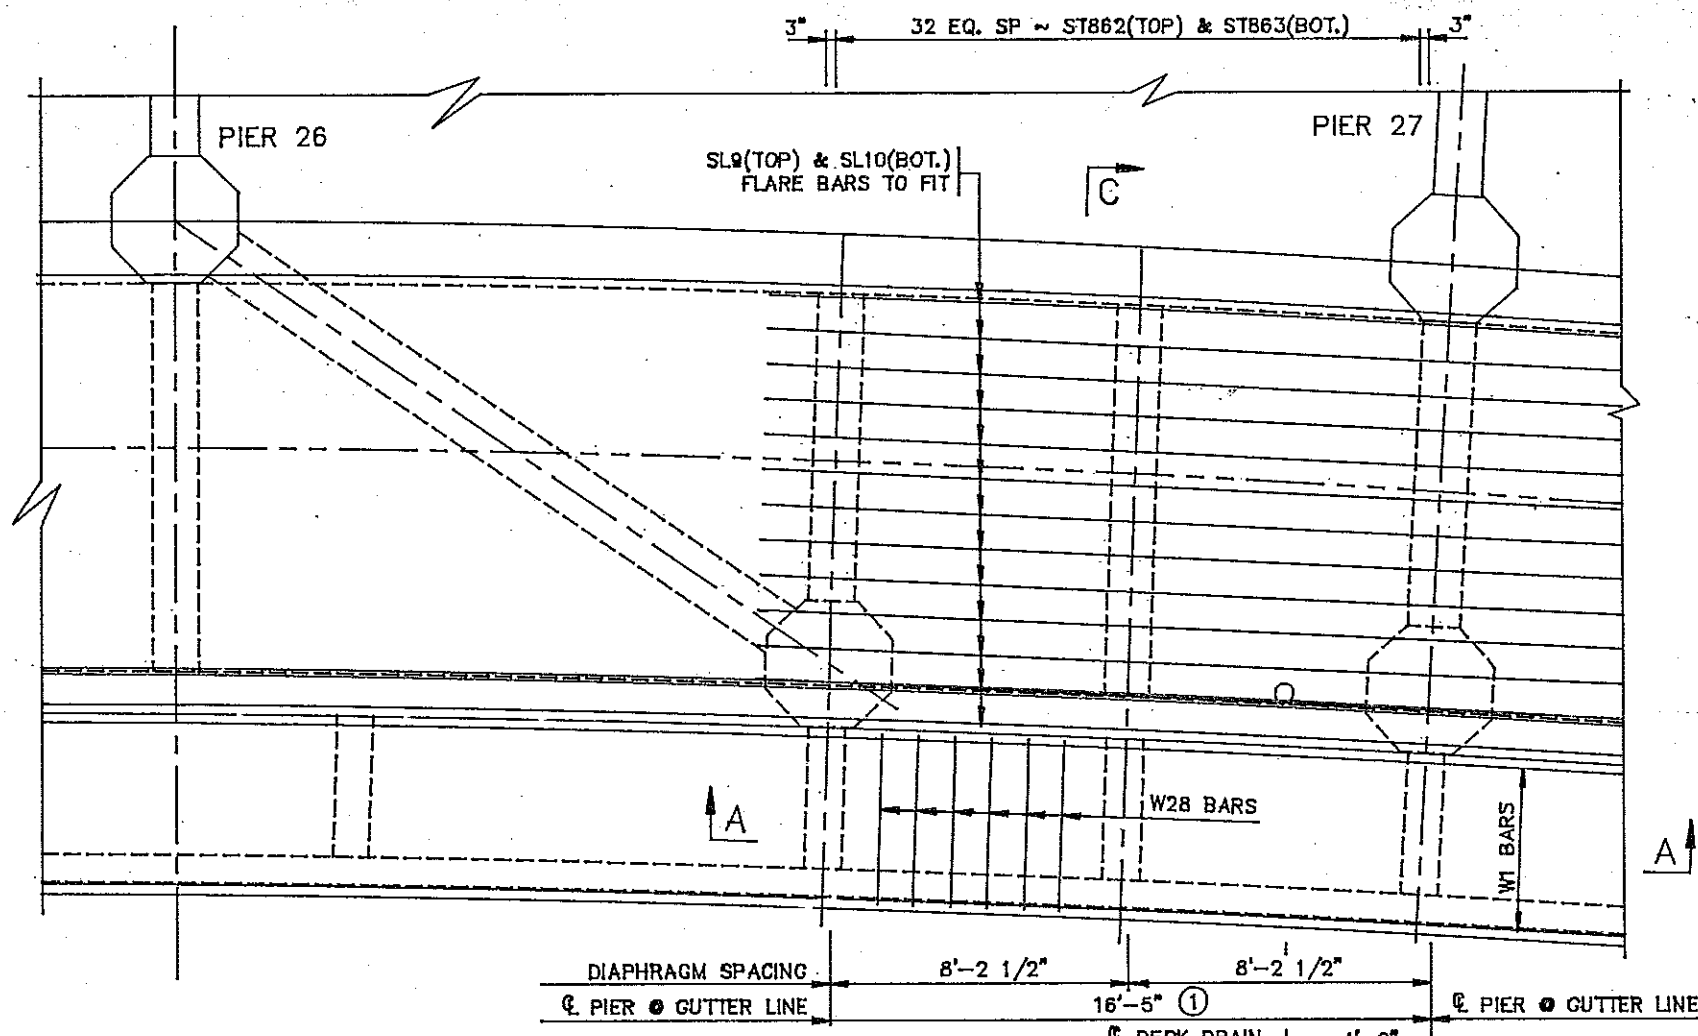 3" 32 EQ. SP ~ ST862(TOP) & ST863(BOT.) 3"
PIER 26
PIER 27
SL9(TOP) & SL10(BOT.)
FLARE BARS TO FIT
C
W28 BARS
A
W1 BARS
A
DIAPHRAGM SPACING 8'-2 1/2" 8'-2 1/2"
℄ PIER @ GUTTER LINE 16'-5" ① ℄ PIER @ GUTTER LINE
℄ DECK DRAIN